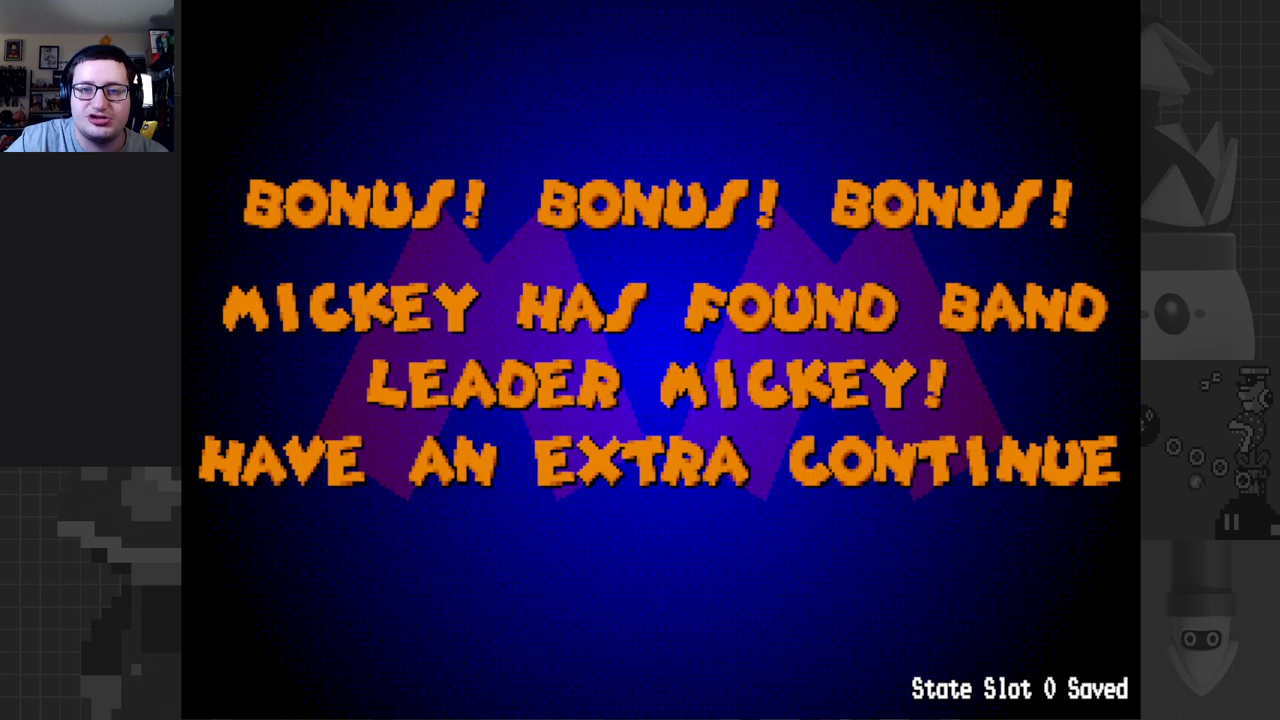 BONUS! BONUS! BONUS!
MICKEY HAS FOUND BAND
LEADER MICKEY!
HAVE AN EXTRA CONTINUE
State Slot 0 Saved